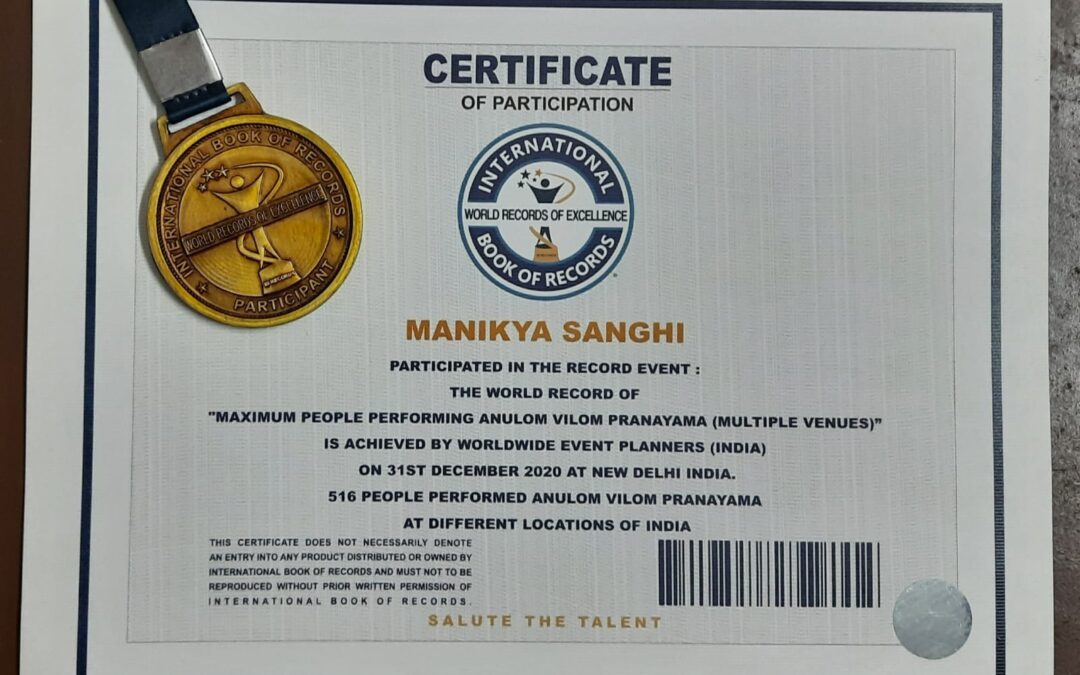 CERTIFICATE
OF PARTICIPATION
INTERNATIONAL BOOK OF RECORDS
WORLD RECORDS OF EXCELLENCE
PARTICIPANT
INTERNATIONAL
WORLD RECORDS OF EXCELLENCE
BOOK OF RECORDS
MANIKYA SANGHI
PARTICIPATED IN THE RECORD EVENT :
THE WORLD RECORD OF
"MAXIMUM PEOPLE PERFORMING ANULOM VILOM PRANAYAMA (MULTIPLE VENUES)"
IS ACHIEVED BY WORLDWIDE EVENT PLANNERS (INDIA)
ON 31ST DECEMBER 2020 AT NEW DELHI INDIA.
516 PEOPLE PERFORMED ANULOM VILOM PRANAYAMA
AT DIFFERENT LOCATIONS OF INDIA
THIS CERTIFICATE DOES NOT NECESSARILY DENOTE
AN ENTRY INTO ANY PRODUCT DISTRIBUTED OR OWNED BY
INTERNATIONAL BOOK OF RECORDS AND MUST NOT TO BE
REPRODUCED WITHOUT PRIOR WRITTEN PERMISSION OF
INTERNATIONAL BOOK OF RECORDS.
SALUTE THE TALENT